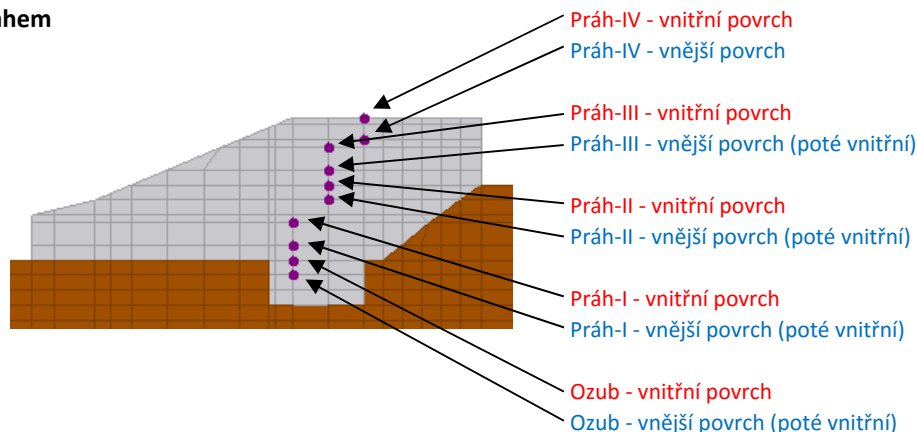 áhem
Práh-IV - vnitřní povrch
Práh-IV - vnější povrch
Práh-III - vnitřní povrch
Práh-III - vnější povrch (poté vnitřní)
Práh-II - vnitřní povrch
Práh-II - vnější povrch (poté vnitřní)
Práh-I - vnitřní povrch
Práh-I - vnější povrch (poté vnitřní)
Ozub - vnitřní povrch
Ozub - vnější povrch (poté vnitřní)